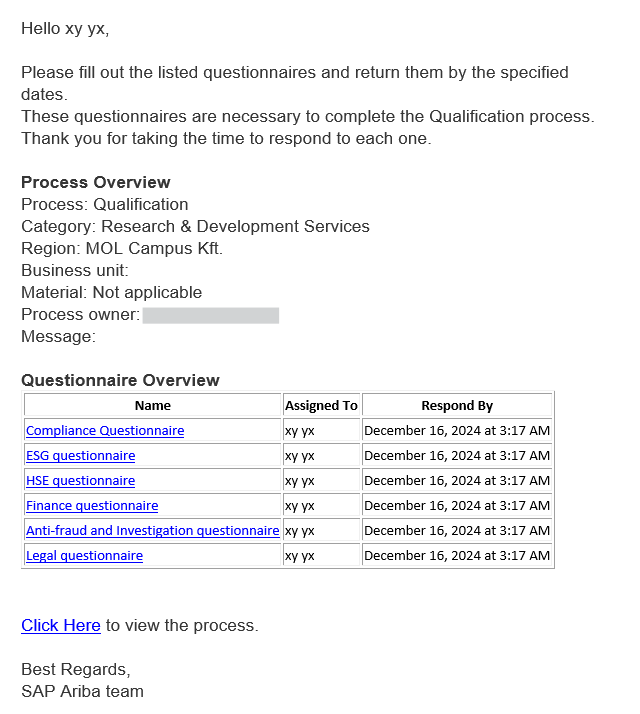 Hello xy yx,
Please fill out the listed questionnaires and return them by the specified
dates.
These questionnaires are necessary to complete the Qualification process.
Thank you for taking the time to respond to each one.
Process Overview
Process: Qualification
Category: Research & Development Services
Region: MOL Campus Kft.
Business unit:
Material: Not applicable
Process owner:
Message:
Questionnaire Overview
Name Assigned To Respond By
Compliance Questionnaire xy yx December 16, 2024 at 3:17 AM
ESG questionnaire xy yx December 16, 2024 at 3:17 AM
HSE questionnaire xy yx December 16, 2024 at 3:17 AM
Finance questionnaire xy yx December 16, 2024 at 3:17 AM
Anti-fraud and Investigation questionnaire xy yx December 16, 2024 at 3:17 AM
Legal questionnaire xy yx December 16, 2024 at 3:17 AM
Click Here to view the process.
Best Regards,
SAP Ariba team